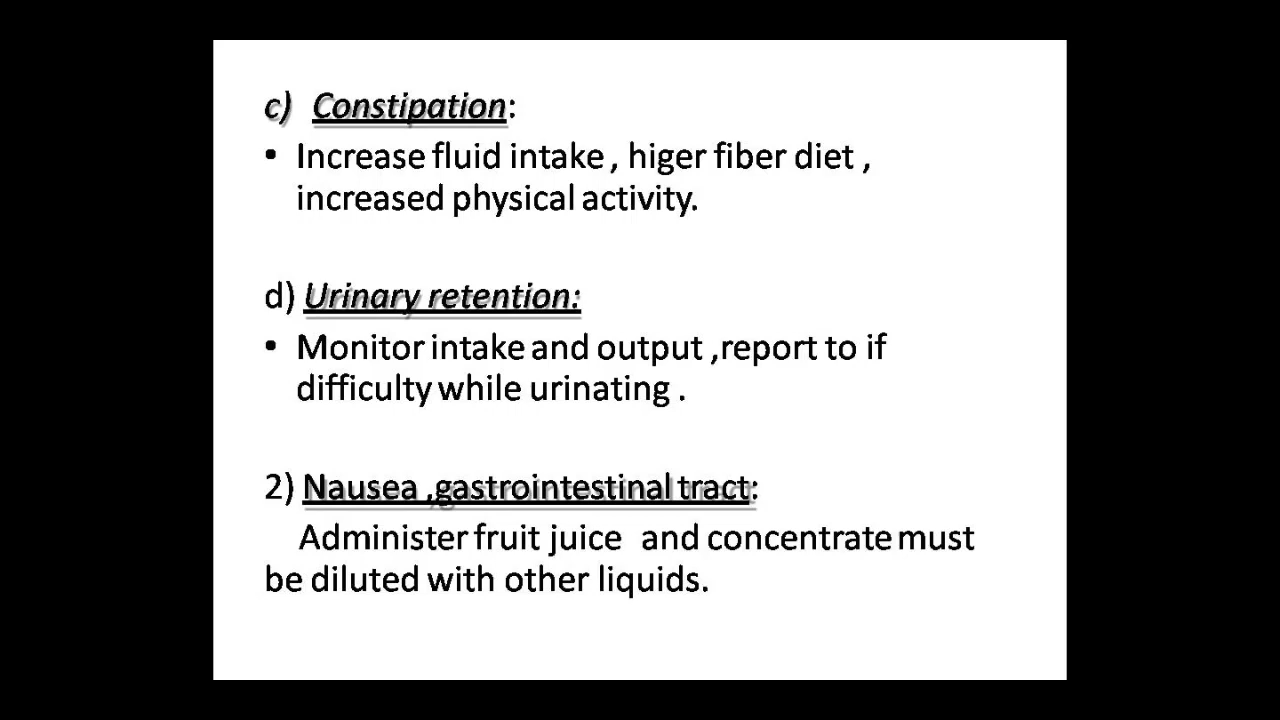 c) Constipation:
• Increase fluid intake , higer fiber diet ,
increased physical activity.
d) Urinary retention:
• Monitor intake and output ,report to if
difficulty while urinating .
2) Nausea ,gastrointestinal tract:
Administer fruit juice and concentrate must
be diluted with other liquids.